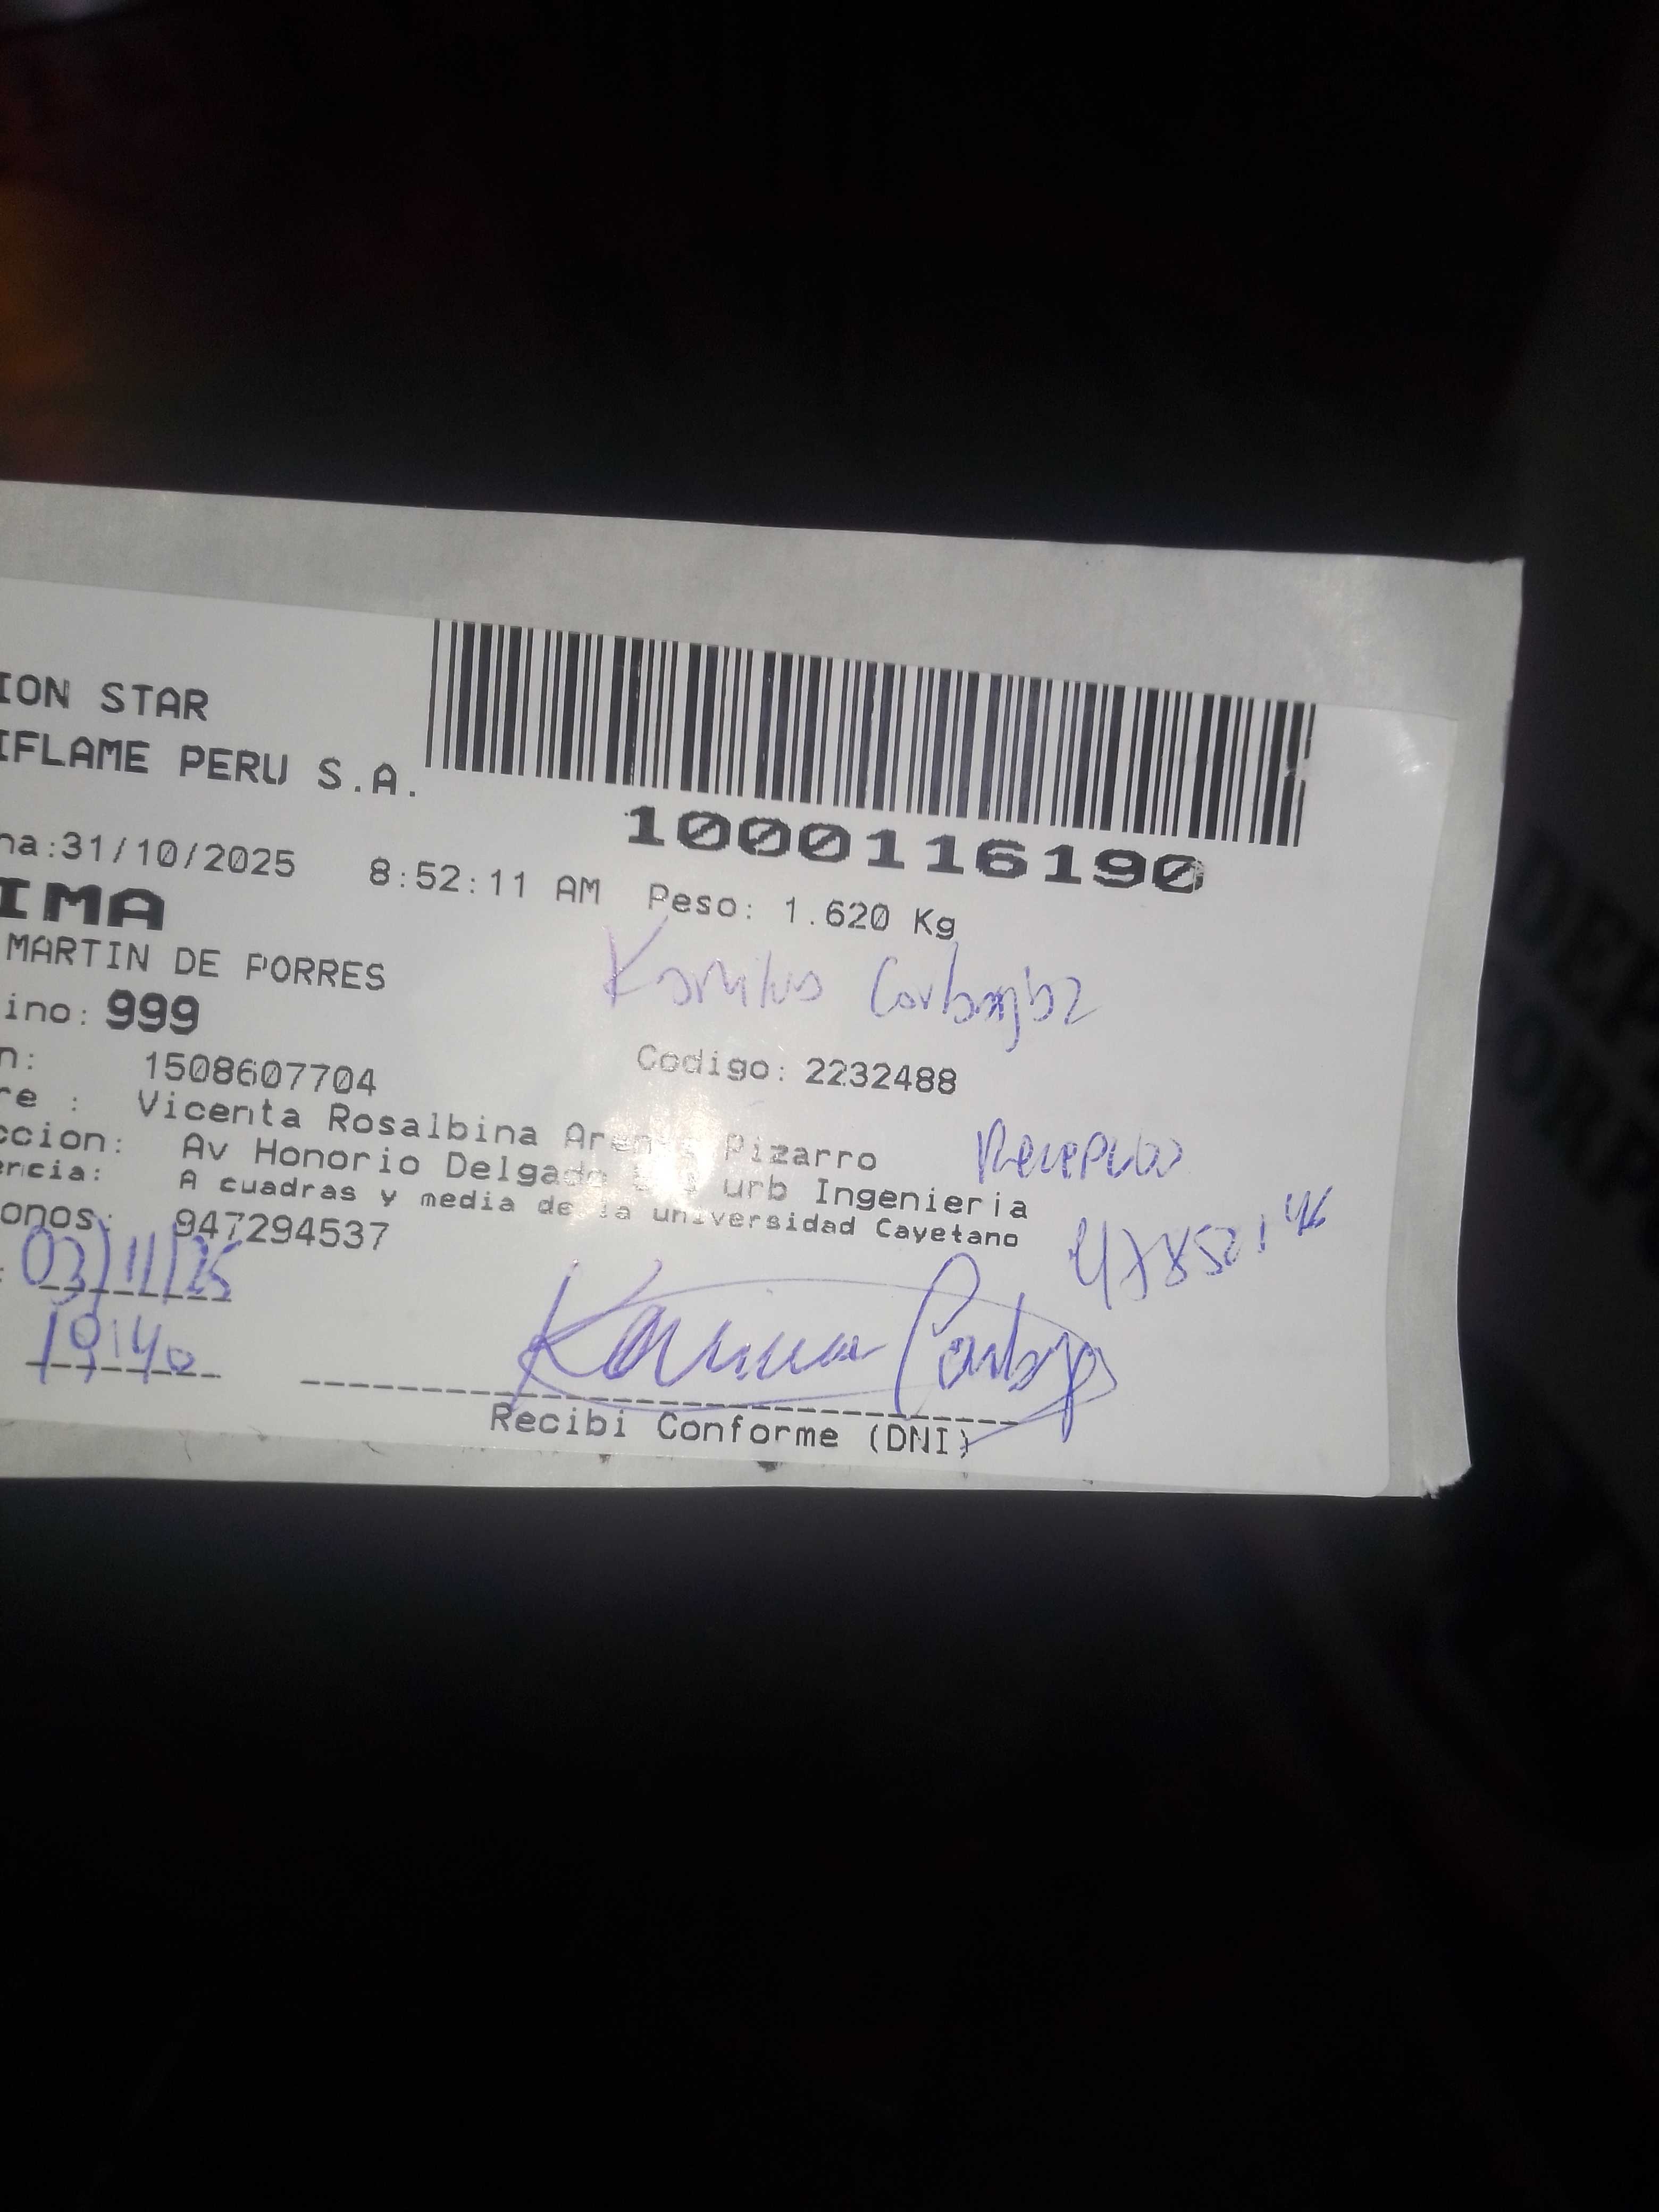 ION STAR
IFLAME PERU S.A.
1000116190
na:31/10/2025 8:52:11 AM Peso: 1.620 Kg
IMA
MARTIN DE PORRES
ino: 999
n: 1508607704 Codigo: 2232488
re : Vicenta Rosalbina Pizarro
ccion: Av Honorio Delgado urb Ingenieria
encia: A cuadras y media de la universidad Cayetano
onos: 947294537
: 03/11/25
19:40
Recibi Conforme (DNI)